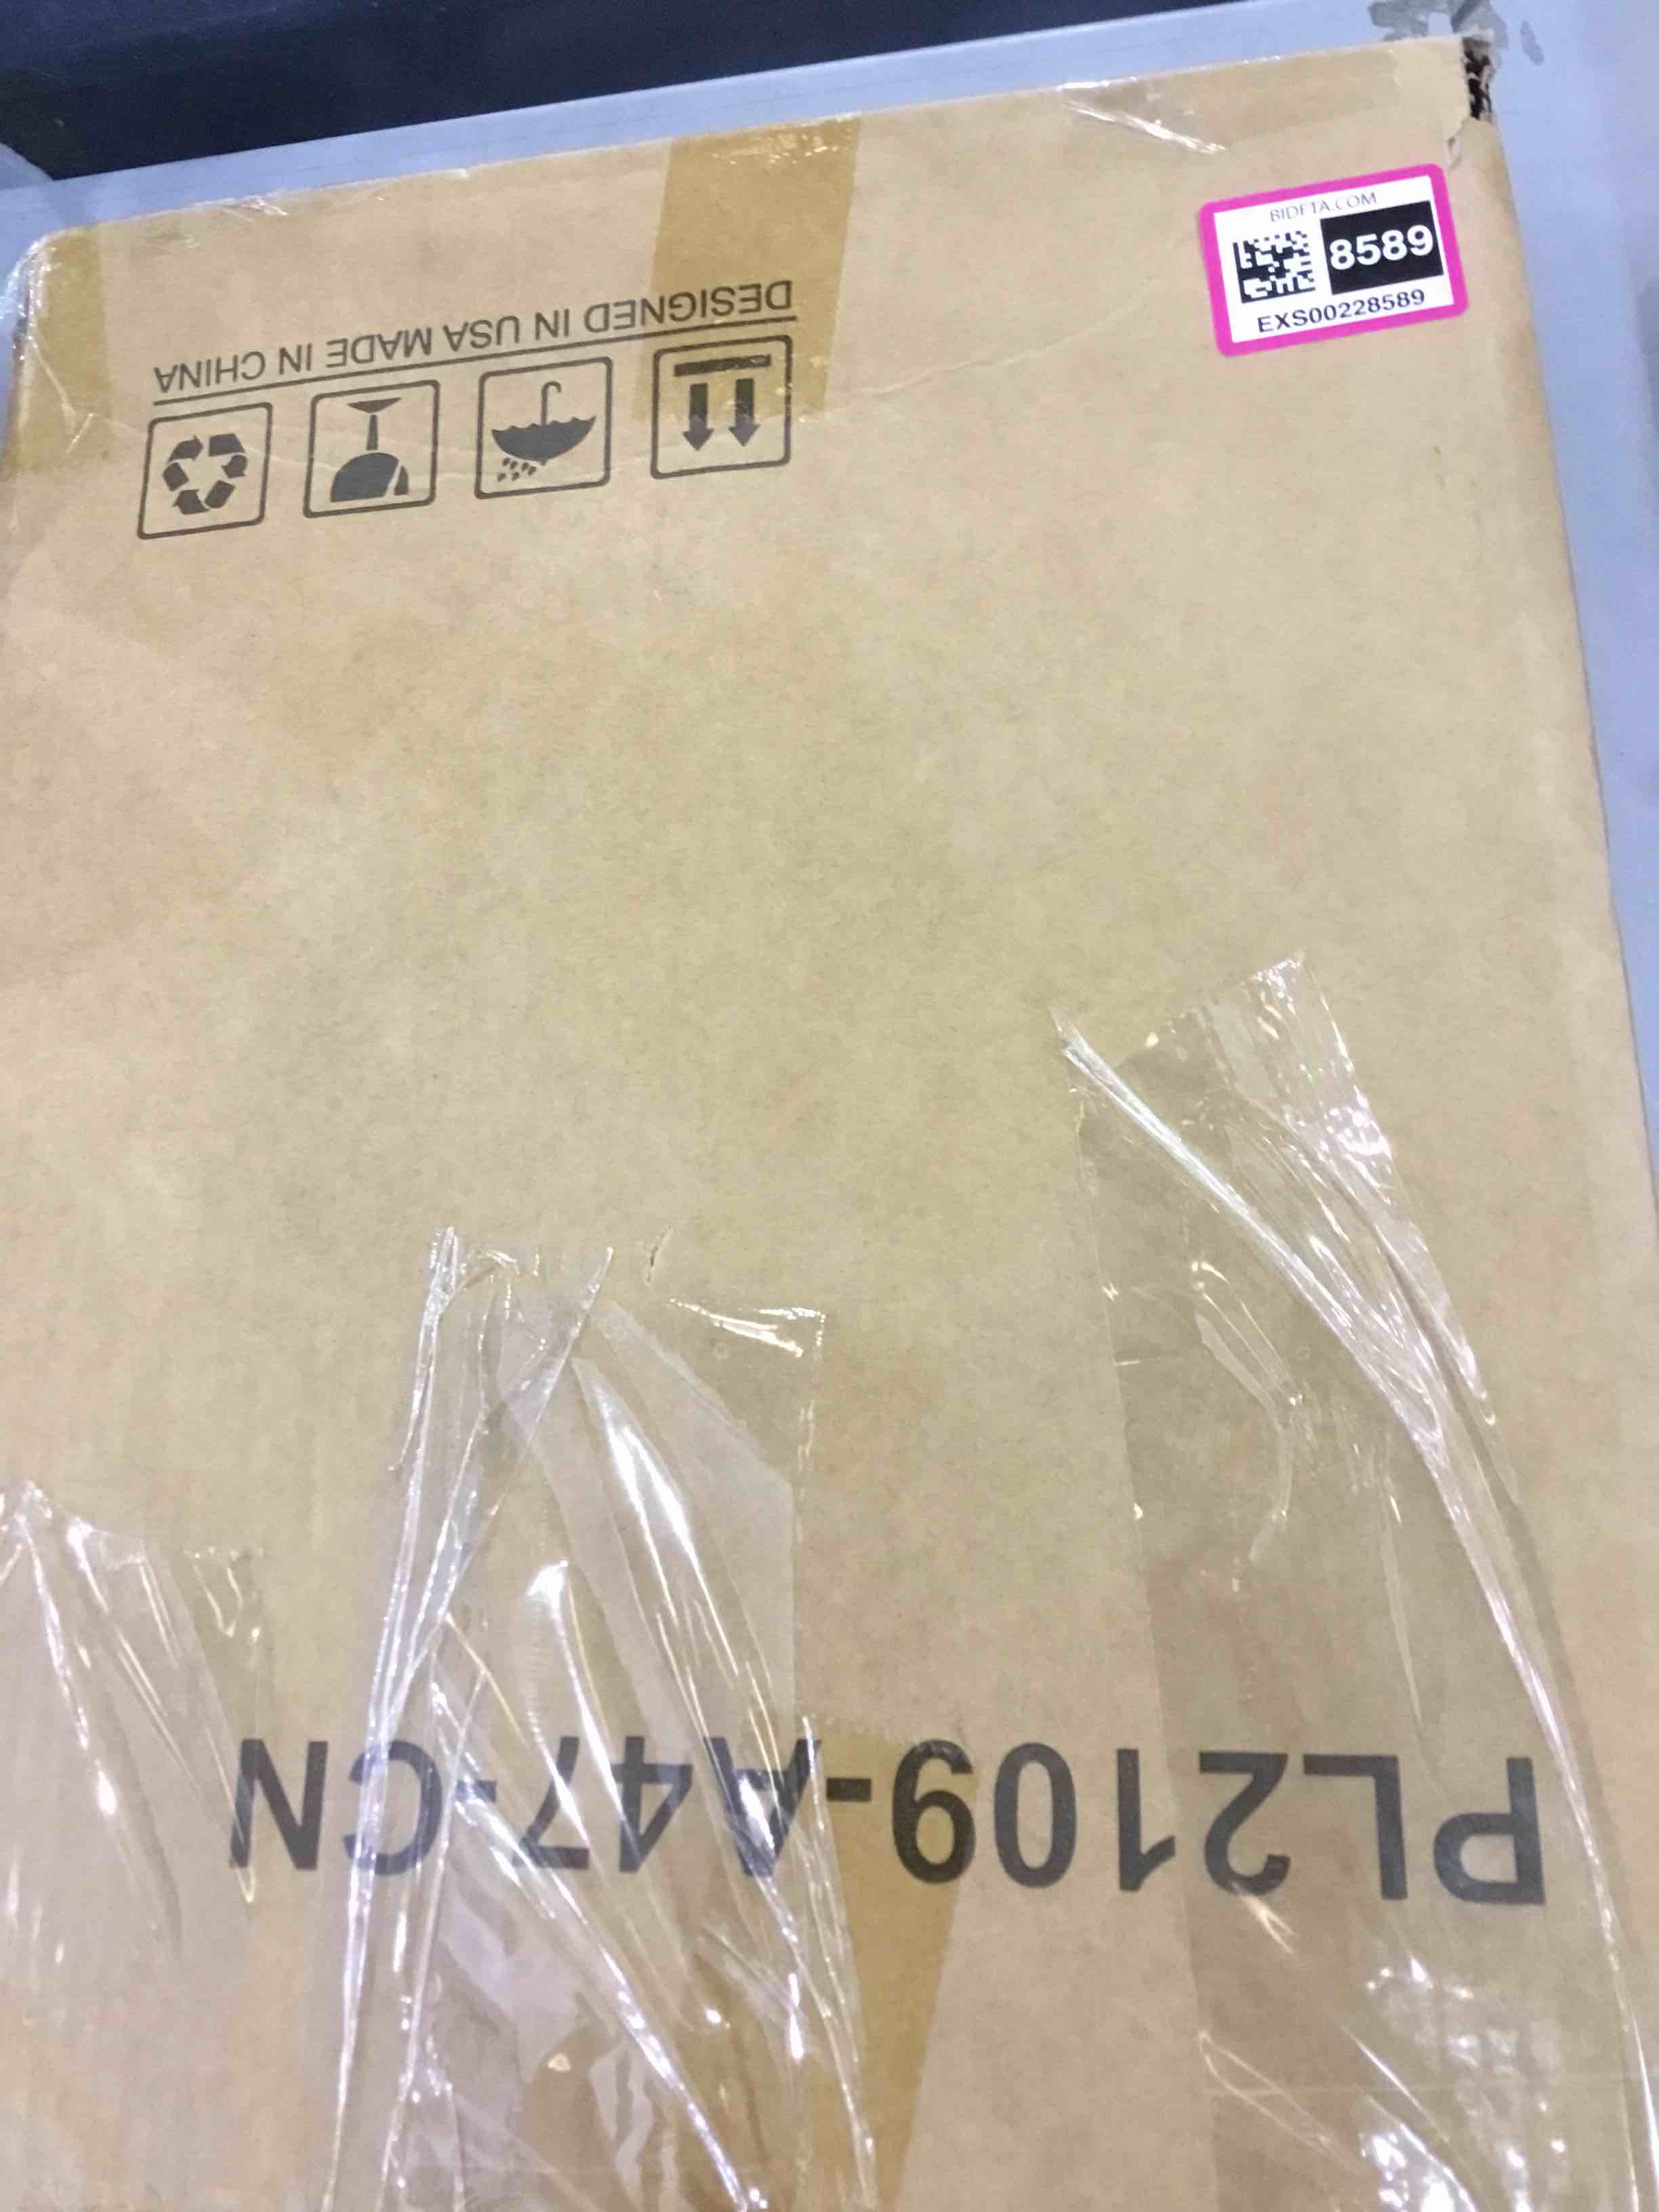 BIDFTA.COM
8589
EXS00228589
DESIGNED IN USA MADE IN CHINA
PL2109-A47-CN